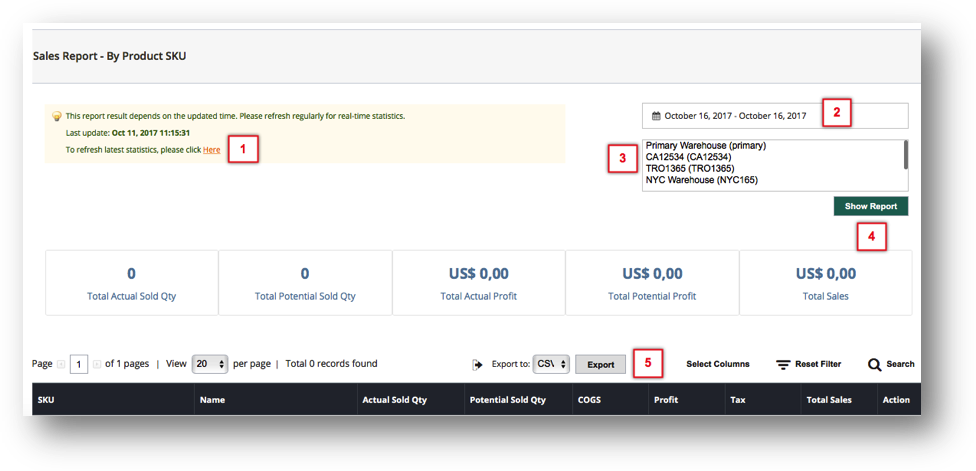 Sales Report - By Product SKU
This report result depends on the updated time. Please refresh regularly for real-time statistics.
Last update: Oct 11, 2017 11:15:31
To refresh latest statistics, please click Here
1
October 16, 2017 - October 16, 2017
2
3
Primary Warehouse (primary)
CA12534 (CA12534)
TRO1365 (TRO1365)
NYC Warehouse (NYC165)
Show Report
4
0
Total Actual Sold Qty
0
Total Potential Sold Qty
US$ 0,00
Total Actual Profit
US$ 0,00
Total Potential Profit
US$ 0,00
Total Sales
Page 1 of 1 pages | View 20 per page | Total 0 records found
Export to: CSV Export 5 Select Columns Reset Filter Search
SKU Name Actual Sold Qty Potential Sold Qty COGS Profit Tax Total Sales Action